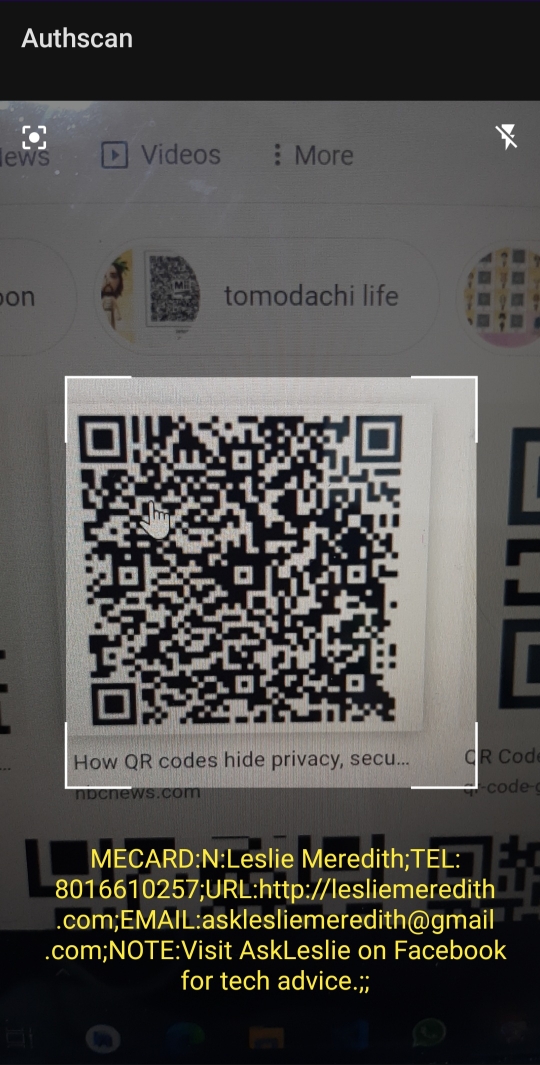 Authscan
Videos
More
tomodachi life
How QR codes hide privacy, secu...
nbcnews.com
QR
MECARD:N:Leslie Meredith;TEL:
8016610257;URL:http://lesliemeredith
.com;EMAIL:asklesliemeredith@gmail
.com;NOTE:Visit AskLeslie on Facebook
for tech advice.;;